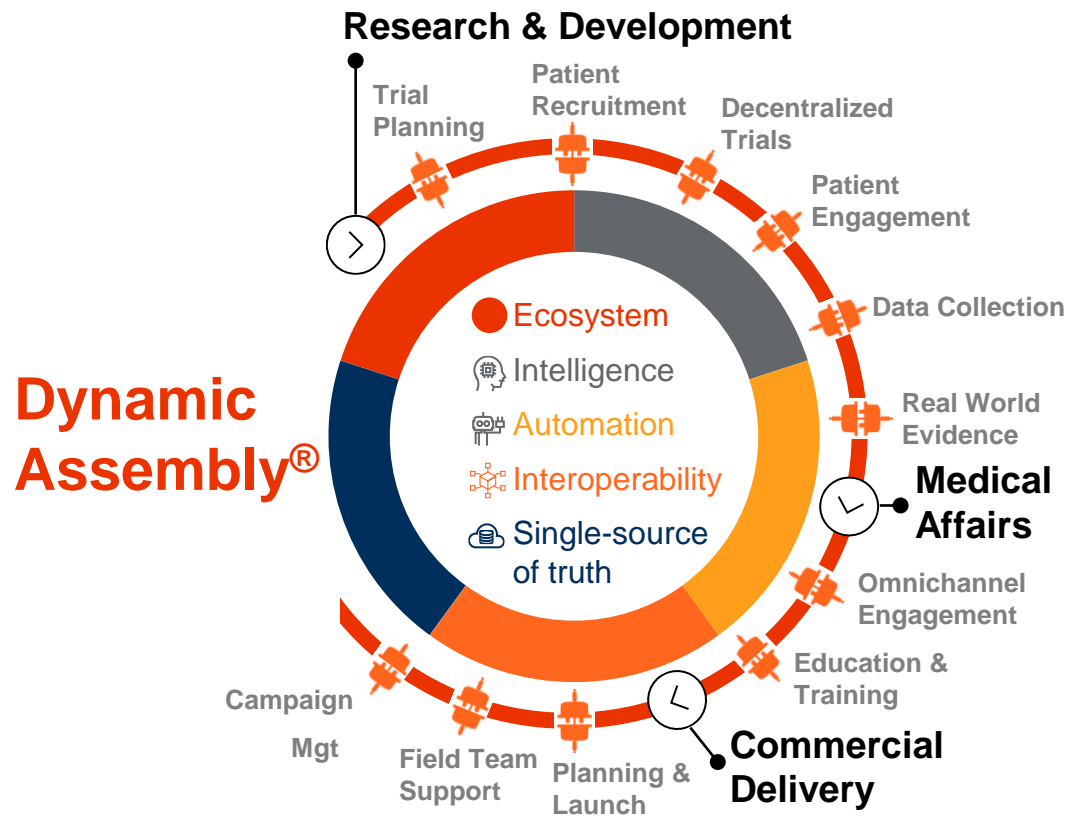 Research & Development
Trial
Planning
Patient
Recruitment
Decentralized
Trials
Patient
Engagement
Data Collection
Real World
Evidence
Medical
Affairs
Omnichannel
Engagement
Education &
Training
Commercial
Delivery
Planning &
Launch
Field Team
Support
Campaign
Mgt
Dynamic
Assembly®
Ecosystem
Intelligence
Automation
Interoperability
Single-source
of truth